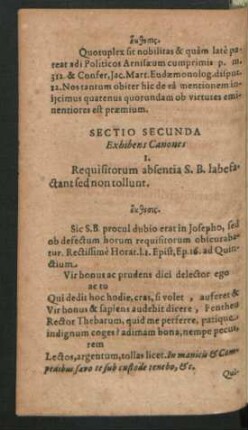 ἔκθεσις.
Quotuplex sit nobilitas & quàm latè pa-
reat adi Politicos Arnisæum cumprimis p. m.
312. & Confer, Jac. Mart. Eudæmonolog. disput.
12. Nos tantum obiter hic de eâ mentionem in-
jicimus quatenus quorundam ob virtutes emi-
nentiores est præmium.
SECTIO SECUNDA
Exhibens Canones
1.
Requisitorum absentia S. B. labefa-
ctant sed non tollunt.
ἔκθεσις.
Sic S.B. procul dubio erat in Josepho, sed
ob defectum horum requisitorum obscuraba-
tur. Rectissimè Horat. l.1. Epist, Ep. 16. ad Quin-
ctium.
Vir bonus ac prudens dici delector ego
ac tu
Qui dedit hoc hodie, cras, si volet, auferet &
Vir bonus & sapiens audebit dicere, Pentheu
Rector Thebarum, quid me perferre, patique
indignum coges? adimam bona, nempe pecus,
rem
Lectos, argentum, tollas licet. In manicis & Com-
pedibus sævo te sub custode tenebo, &c.
Qui-